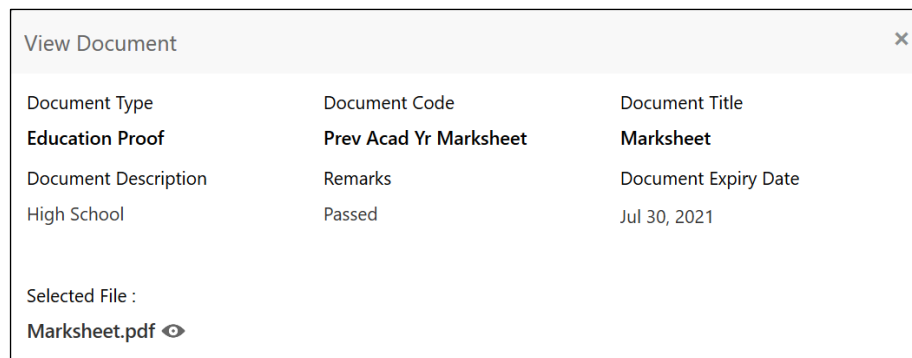 View Document ×
Document Type Document Code Document Title
Education Proof Prev Acad Yr Marksheet Marksheet
Document Description Remarks Document Expiry Date
High School Passed Jul 30, 2021
Selected File :
Marksheet.pdf